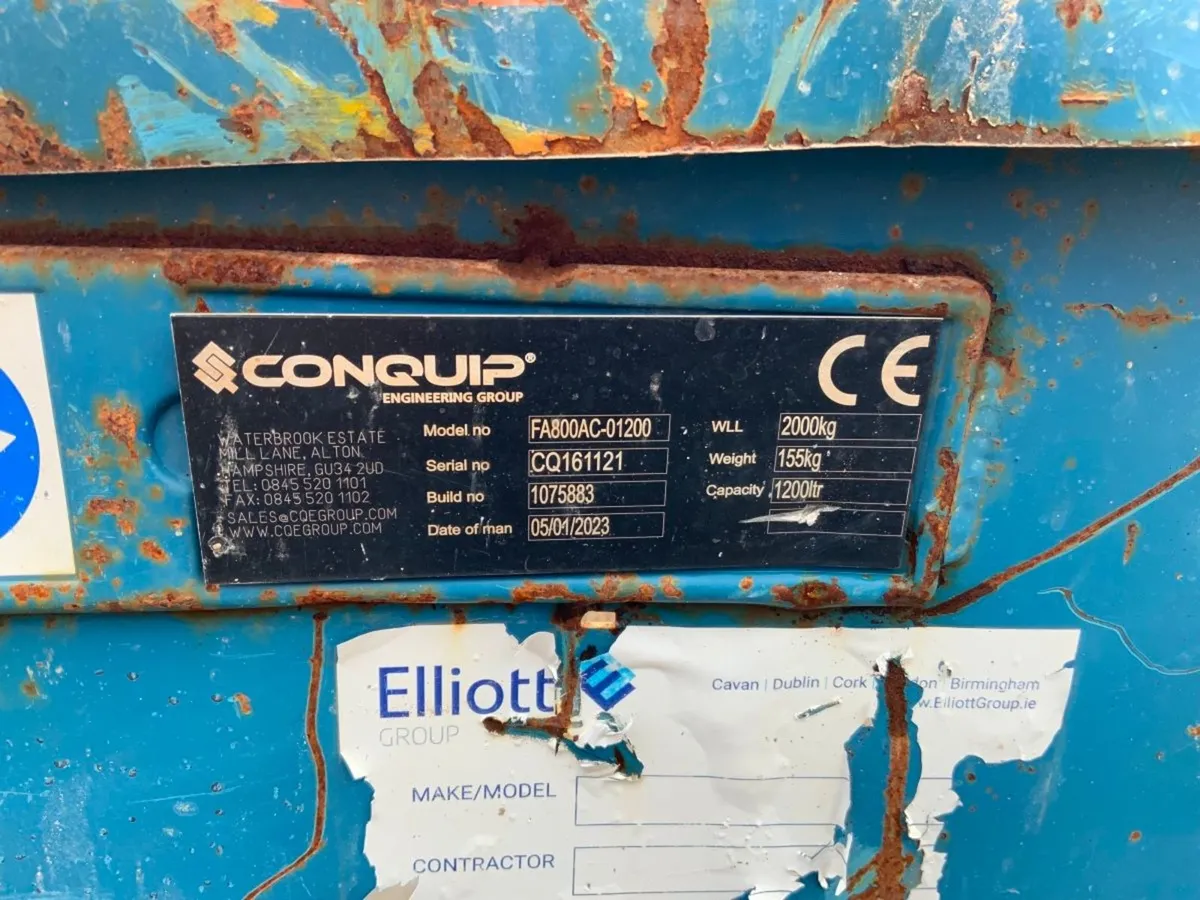 CONQUIP®
ENGINEERING GROUP
CE
WATERBROOK ESTATE
MILL LANE, ALTON
HAMPSHIRE, GU34 2UD
TEL: 0845 520 1101
FAX: 0845 520 1102
SALES@CQEGROUP.COM
WWW.CQEGROUP.COM
Model no FA800AC-01200
Serial no CQ161121
Build no 1075883
Date of man 05/01/2023
WLL 2000kg
Weight 155kg
Capacity 1200ltr
Elliott
GROUP
Cavan | Dublin | Cork | don | Birmingham
w.ElliottGroup.ie
MAKE/MODEL
CONTRACTOR